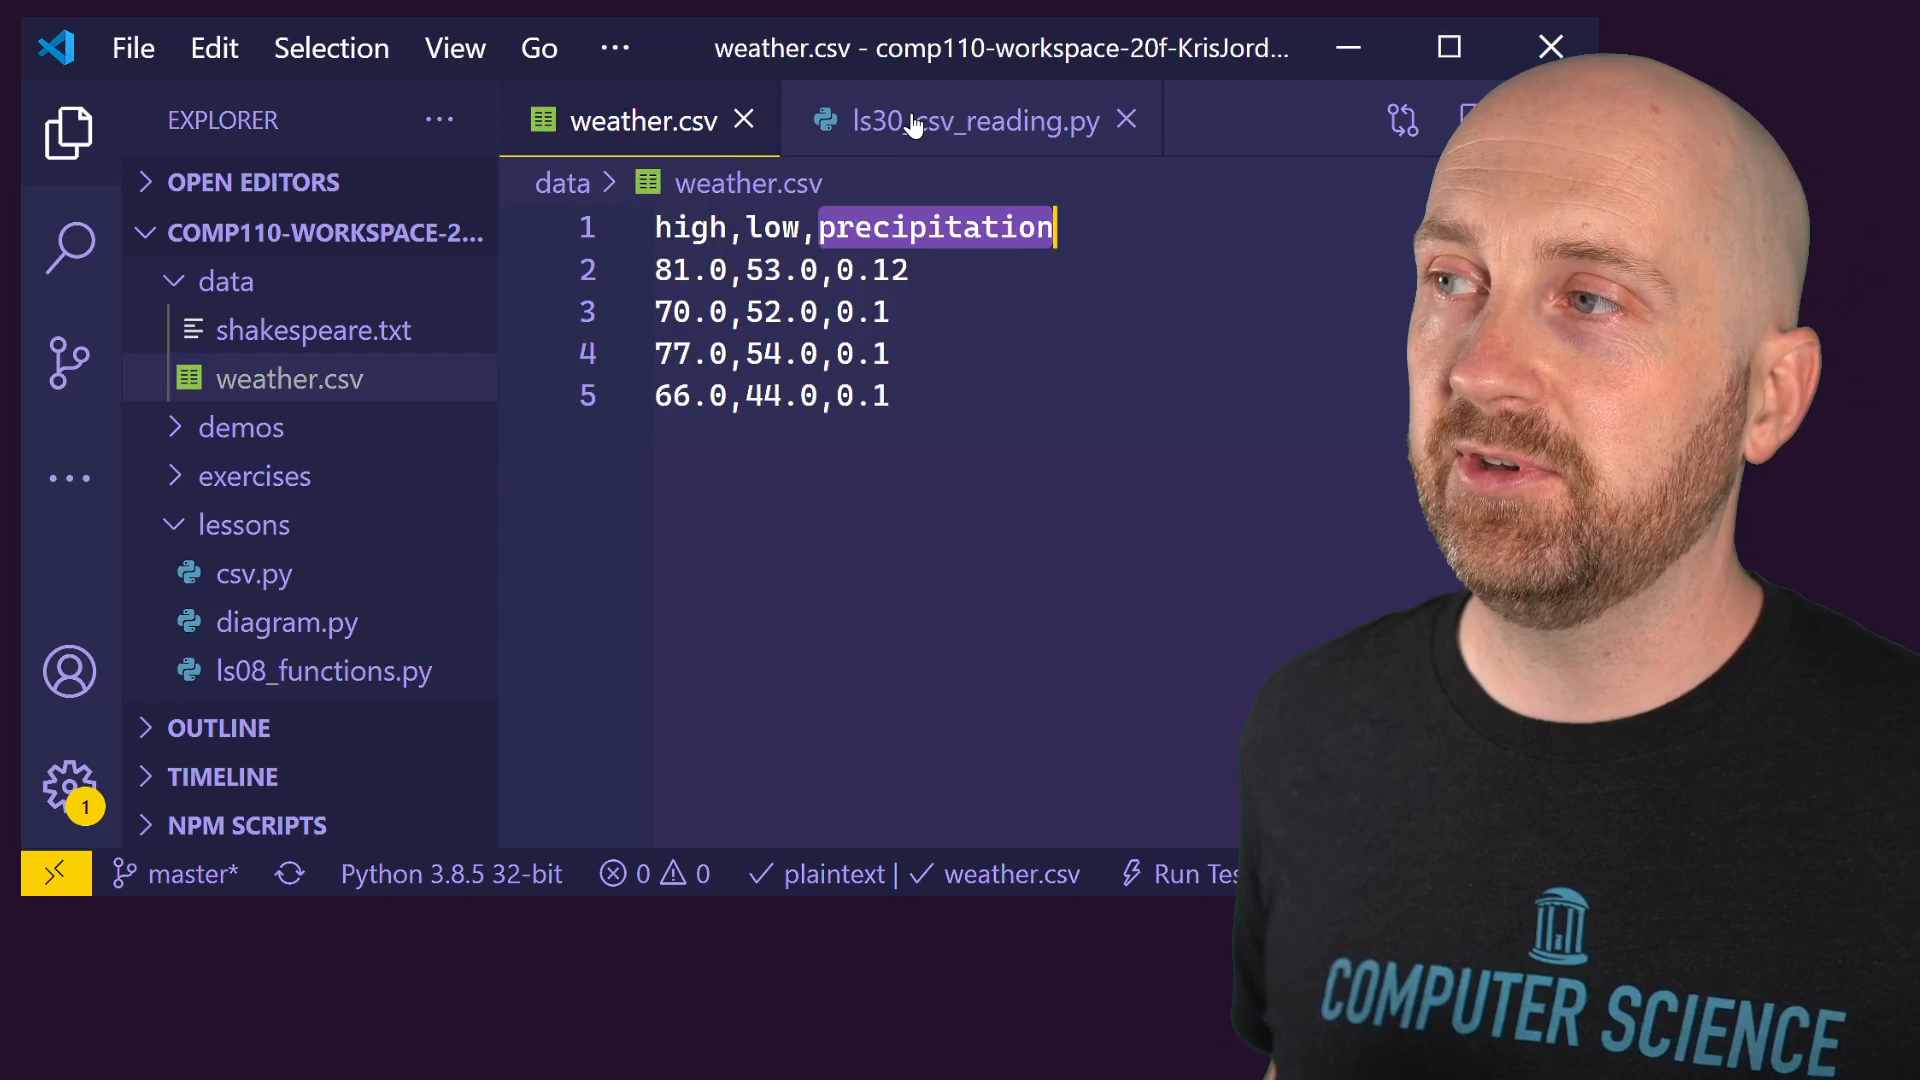 File Edit Selection View Go ... weather.csv - comp110-workspace-20f-KrisJord...
EXPLORER ...
weather.csv
ls30_csv_reading.py
OPEN EDITORS
data > weather.csv
COMP110-WORKSPACE-2...
1 high,low,precipitation
data
2 81.0,53.0,0.12
shakespeare.txt
3 70.0,52.0,0.1
weather.csv
4 77.0,54.0,0.1
demos
5 66.0,44.0,0.1
exercises
lessons
csv.py
diagram.py
ls08_functions.py
OUTLINE
TIMELINE
1
NPM SCRIPTS
master* Python 3.8.5 32-bit 0 0 plaintext | weather.csv Run Tes
COMPUTER SCIENCE